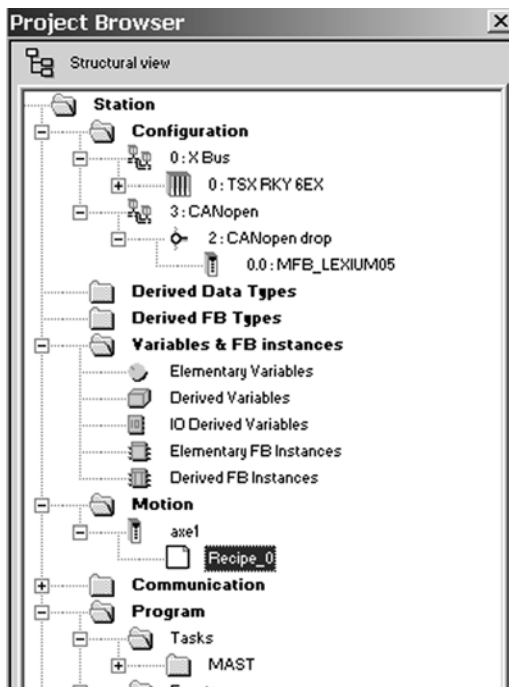 Project Browser
Structural view
Station
Configuration
0 : X Bus
0 : TSX RKY 6EX
3 : CANopen
2 : CANopen drop
0.0 : MFB_LEXIUM05
Derived Data Types
Derived FB Types
Variables & FB instances
Elementary Variables
Derived Variables
IO Derived Variables
Elementary FB Instances
Derived FB Instances
Motion
axe1
Recipe_0
Communication
Program
Tasks
MAST